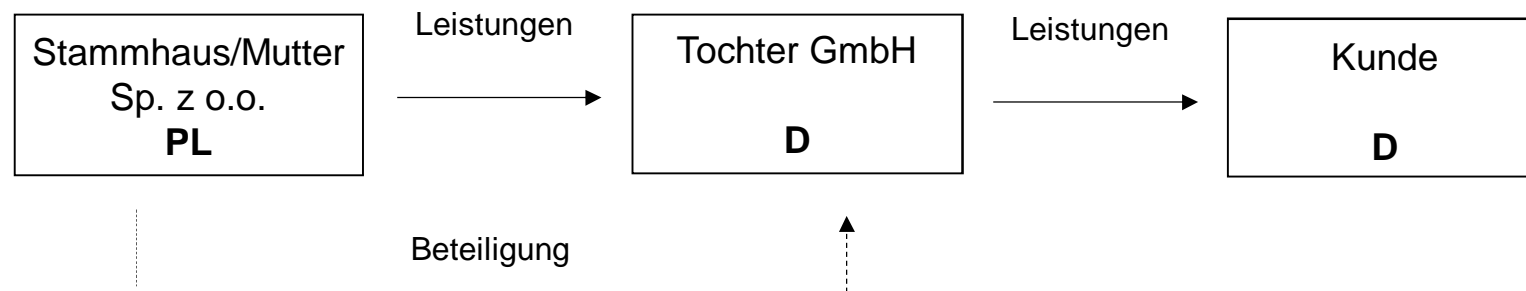 Stammhaus/Mutter
Sp. z o.o.
PL
Leistungen
Tochter GmbH
D
Leistungen
Kunde
D
Beteiligung